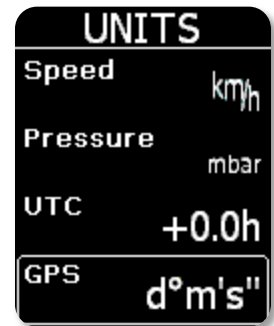 UNITS
Speed
km/h
Pressure
mbar
UTC
+0.0h
GPS
d°m's"